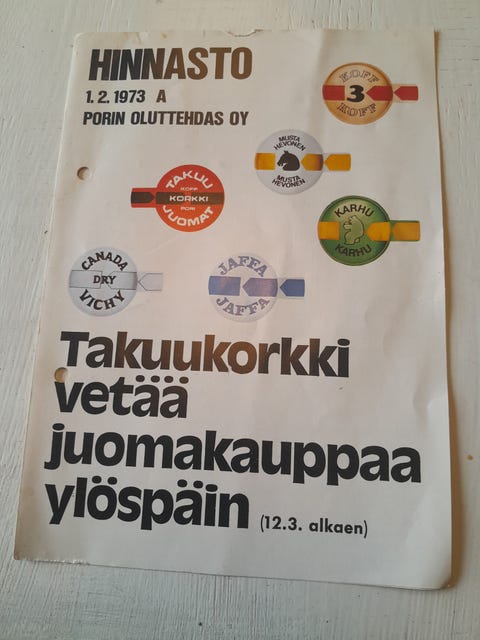 HINNASTO
1.2.1973 A
PORIN OLUTTEHDAS OY
KOFF
3
KOFF
MUSTA
HEVONEN
MUSTA
HEVONEN
TAKUU
KOFF
KORKKI
PORI
JUOMAT
KARHU
KARHU
CANADA
DRY
VICHY
JAFFA
JAFFA
Takuukorkki
vetää
juomakauppaa
ylöspäin (12.3. alkaen)